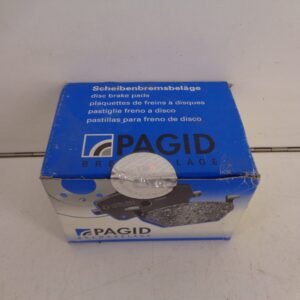 Scheibenbremsbeläge
disc brake pads
plaquettes de freins à disques
pastiglie freno a disco
pastillas para freno de disco
PAGID
PAGID